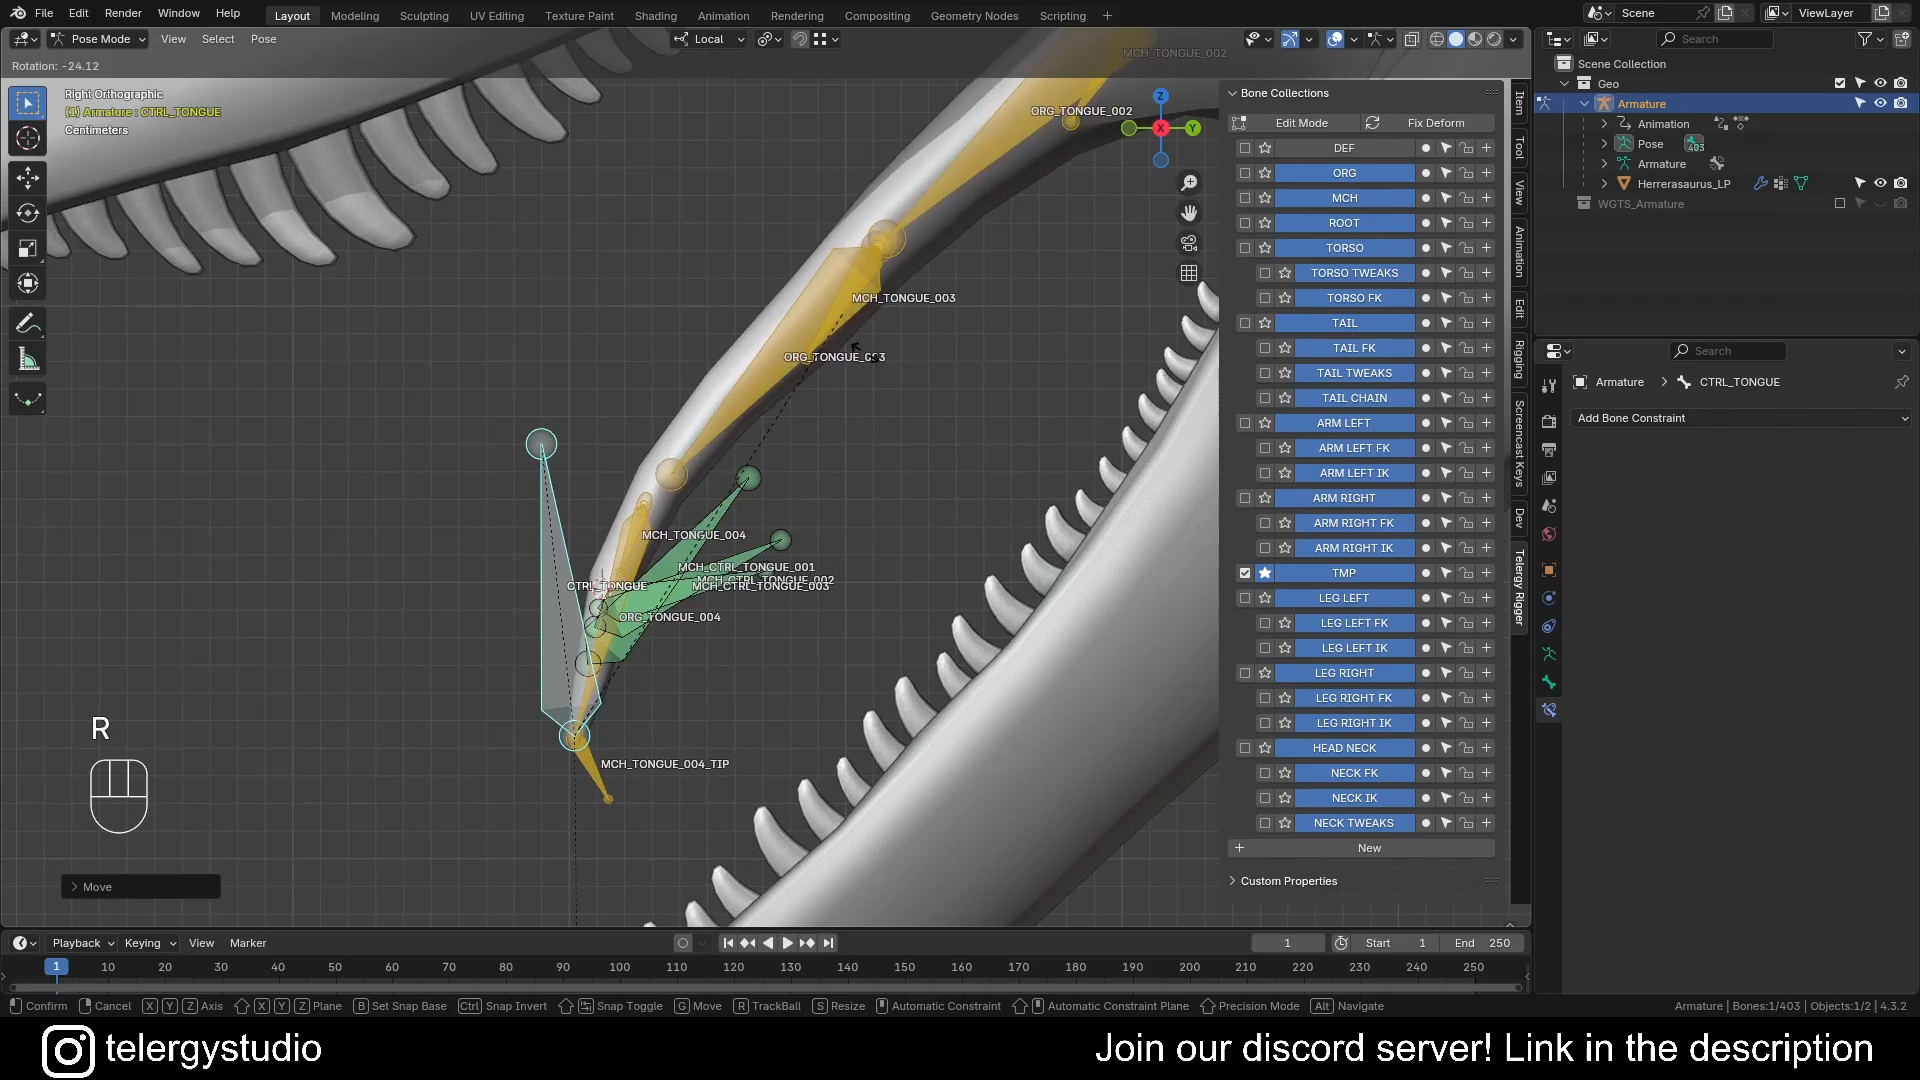 File Edit Render Window Help Layout Modeling Sculpting UV Editing Texture Paint Shading Animation Rendering Compositing Geometry Nodes Scripting + Scene ViewLayer
Pose Mode View Select Pose Local Search
Rotation: -24.12
Right Orthographic
(1) Armature : CTRL_TONGUE
Centimeters
MCH_TONGUE_002
ORG_TONGUE_002
MCH_TONGUE_003
MCH_TONGUE_004
MCH_CTRL_TONGUE_001
MCH_CTRL_TONGUE_002
MCH_CTRL_TONGUE_003
CTRL_TONGUE
ORG_TONGUE_004
MCH_TONGUE_004_TIP
Z
X
Y
R
Move
Bone Collections
Edit Mode Fix Deform
DEF
ORG
MCH
ROOT
TORSO
TORSO TWEAKS
TORSO FK
TAIL
TAIL FK
TAIL TWEAKS
TAIL CHAIN
ARM LEFT
ARM LEFT FK
ARM LEFT IK
ARM RIGHT
ARM RIGHT FK
ARM RIGHT IK
TMP
LEG LEFT
LEG LEFT FK
LEG LEFT IK
LEG RIGHT
LEG RIGHT FK
LEG RIGHT IK
HEAD NECK
NECK FK
NECK IK
NECK TWEAKS
New
Custom Properties
Item
Tool
View
Animation
Edit
Rigging
Screencast Keys
Dev
Telergy Rigger
Scene Collection
Geo
Armature
Animation
Pose 403
Armature
Herrerasaurus_LP
WGTS_Armature
Search
Armature CTRL_TONGUE
Add Bone Constraint
Playback Keying View Marker 1 Start 1 End 250
1 10 20 30 40 50 60 70 80 90 100 110 120 130 140 150 160 170 180 190 200 210 220 230 240 250
Confirm Cancel X Y Z Axis X Y Z Plane B Set Snap Base Ctrl Snap Invert Snap Toggle G Move R TrackBall S Resize Automatic Constraint Automatic Constraint Plane Precision Mode Alt Navigate Armature | Bones:1/403 | Objects:1/2 | 4.3.2
telergystudio Join our discord server! Link in the description